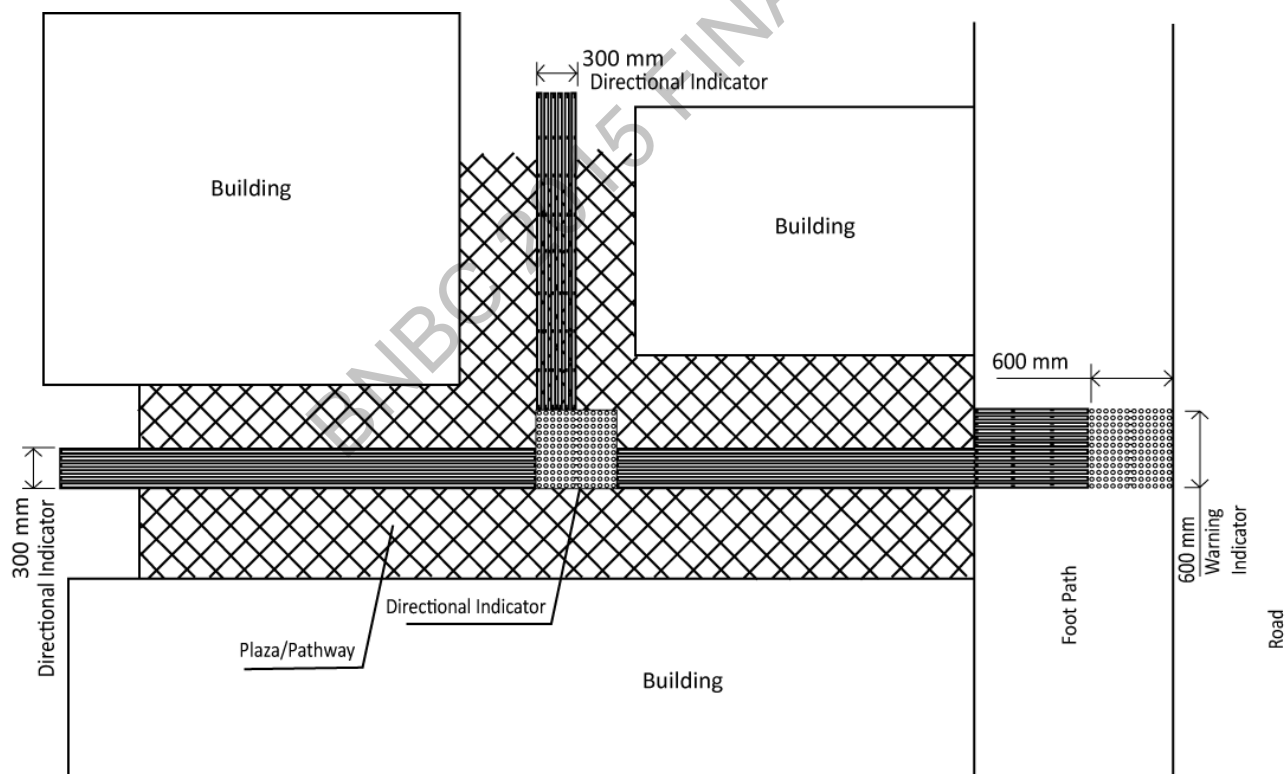 300 mm
Directional Indicator
Building
Building
600 mm
300 mm
Directional Indicator
Directional Indicator
Plaza/Pathway
Building
Foot Path
600 mm
Warning
Indicator
Road
BNBC 2015 FINA